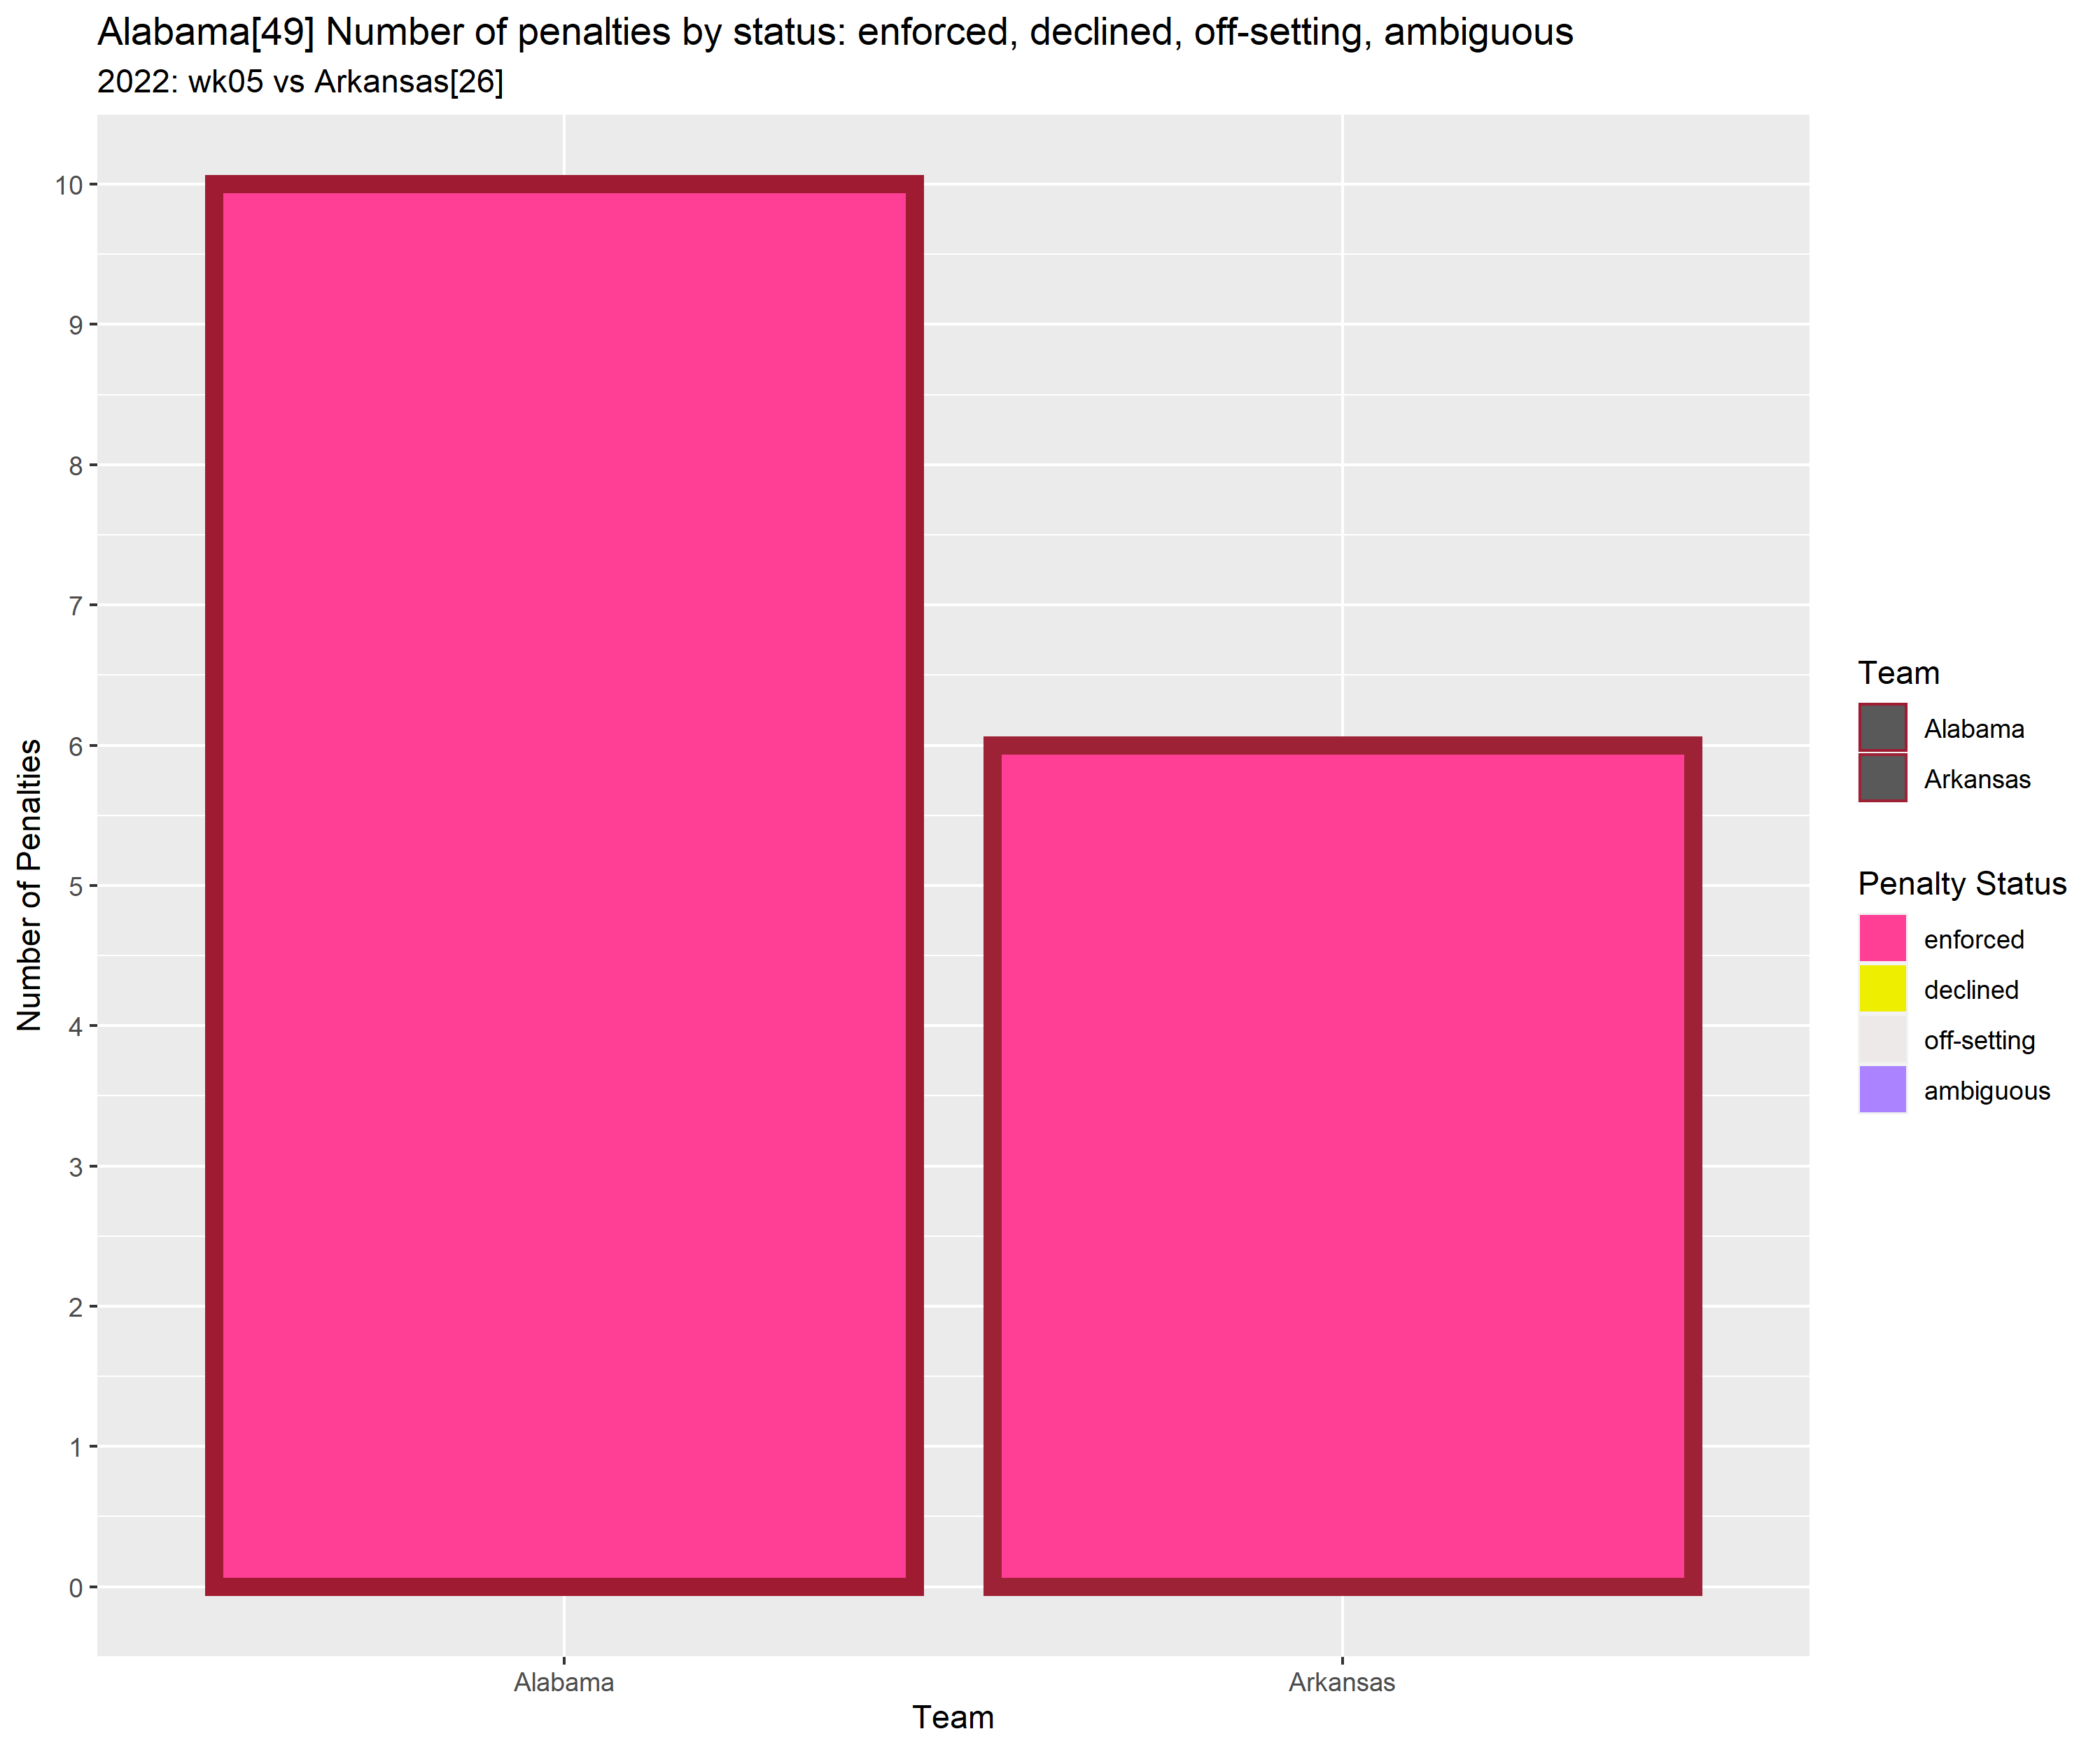 Alabama[49] Number of penalties by status: enforced, declined, off-setting, ambiguous
2022: wk05 vs Arkansas[26]
Number of Penalties
10
9
8
7
6
5
4
3
2
1
0
Alabama
Arkansas
Team
Team
Alabama
Arkansas
Penalty Status
enforced
declined
off-setting
ambiguous